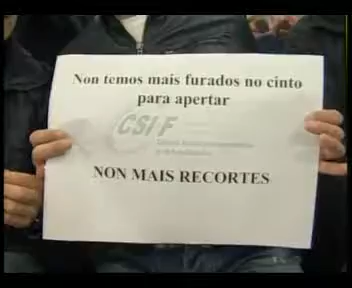 Non temos mais furados no cinto
para apertar
CSIF
NON MAIS RECORTES